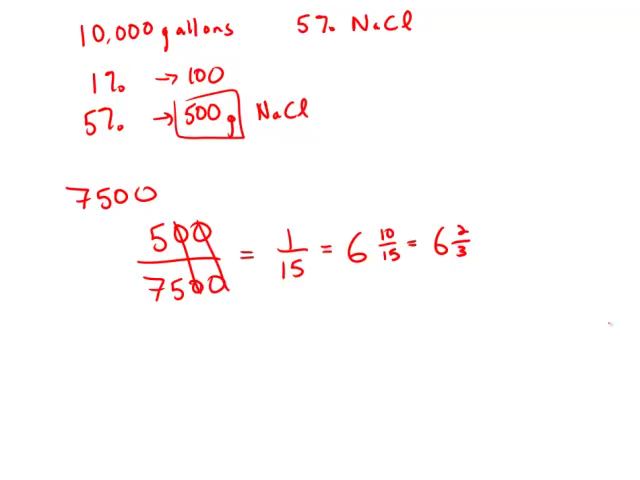 10,000 gallons 5% NaCl
1% → 100
5% → 500 g NaCl
7500
500/7500 = 1/15 = 6 10/15 = 6 2/3